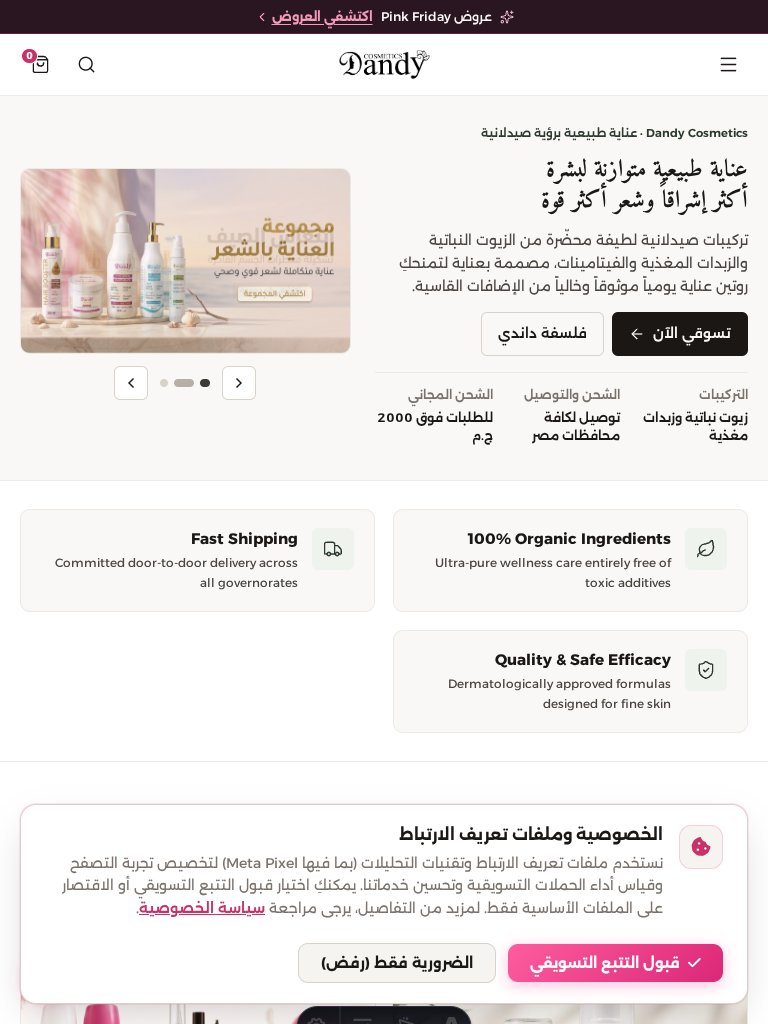 عروض Pink Friday اكتشفي العروض
0
COSMETICS
Dandy
Dandy Cosmetics · عناية طبيعية برؤية صيدلانية
عناية طبيعية متوازنة لبشرة
أكثر إشراقاً وشعر أكثر قوة
تركيبات صيدلانية لطيفة محضّرة من الزيوت النباتية
والزبدات المغذية والفيتامينات، مصممة بعناية لتمنحكِ
روتين عناية يومياً موثوقاً وخالياً من الإضافات القاسية.
تسوقي الآن
فلسفة داندي
التركيبات
زيوت نباتية وزبدات
مغذية
الشحن والتوصيل
توصيل لكافة
محافظات مصر
الشحن المجاني
للطلبات فوق 2000
ج.م
مجموعة
العناية بالشعر
عناية متكاملة لشعر قوي وصحي
اكتشفي المجموعة
100% Organic Ingredients
Ultra-pure wellness care entirely free of
toxic additives
Fast Shipping
Committed door-to-door delivery across
all governorates
Quality & Safe Efficacy
Dermatologically approved formulas
designed for fine skin
الخصوصية وملفات تعريف الارتباط
نستخدم ملفات تعريف الارتباط وتقنيات التحليلات (بما فيها Meta Pixel) لتخصيص تجربة التصفح
وقياس أداء الحملات التسويقية وتحسين خدماتنا. يمكنكِ اختيار قبول التتبع التسويقي أو الاقتصار
على الملفات الأساسية فقط. لمزيد من التفاصيل، يرجى مراجعة سياسة الخصوصية.
قبول التتبع التسويقي
الضرورية فقط (رفض)